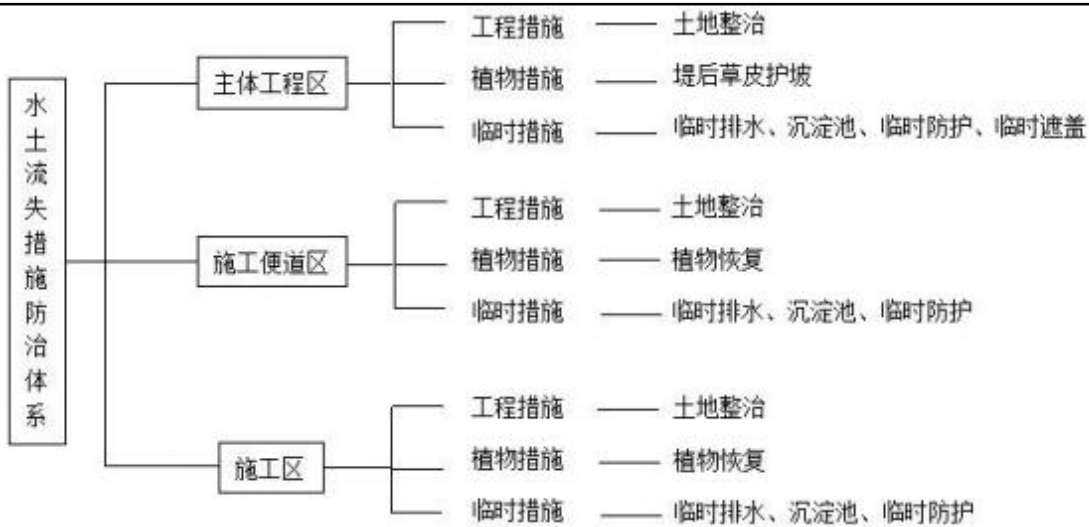 水土流失措施防治体系
主体工程区
工程措施 土地整治
植物措施 堤后草皮护坡
临时措施 临时排水、沉淀池、临时防护、临时遮盖
施工便道区
工程措施 土地整治
植物措施 植物恢复
临时措施 临时排水、沉淀池、临时防护
施工区
工程措施 土地整治
植物措施 植物恢复
临时措施 临时排水、沉淀池、临时防护